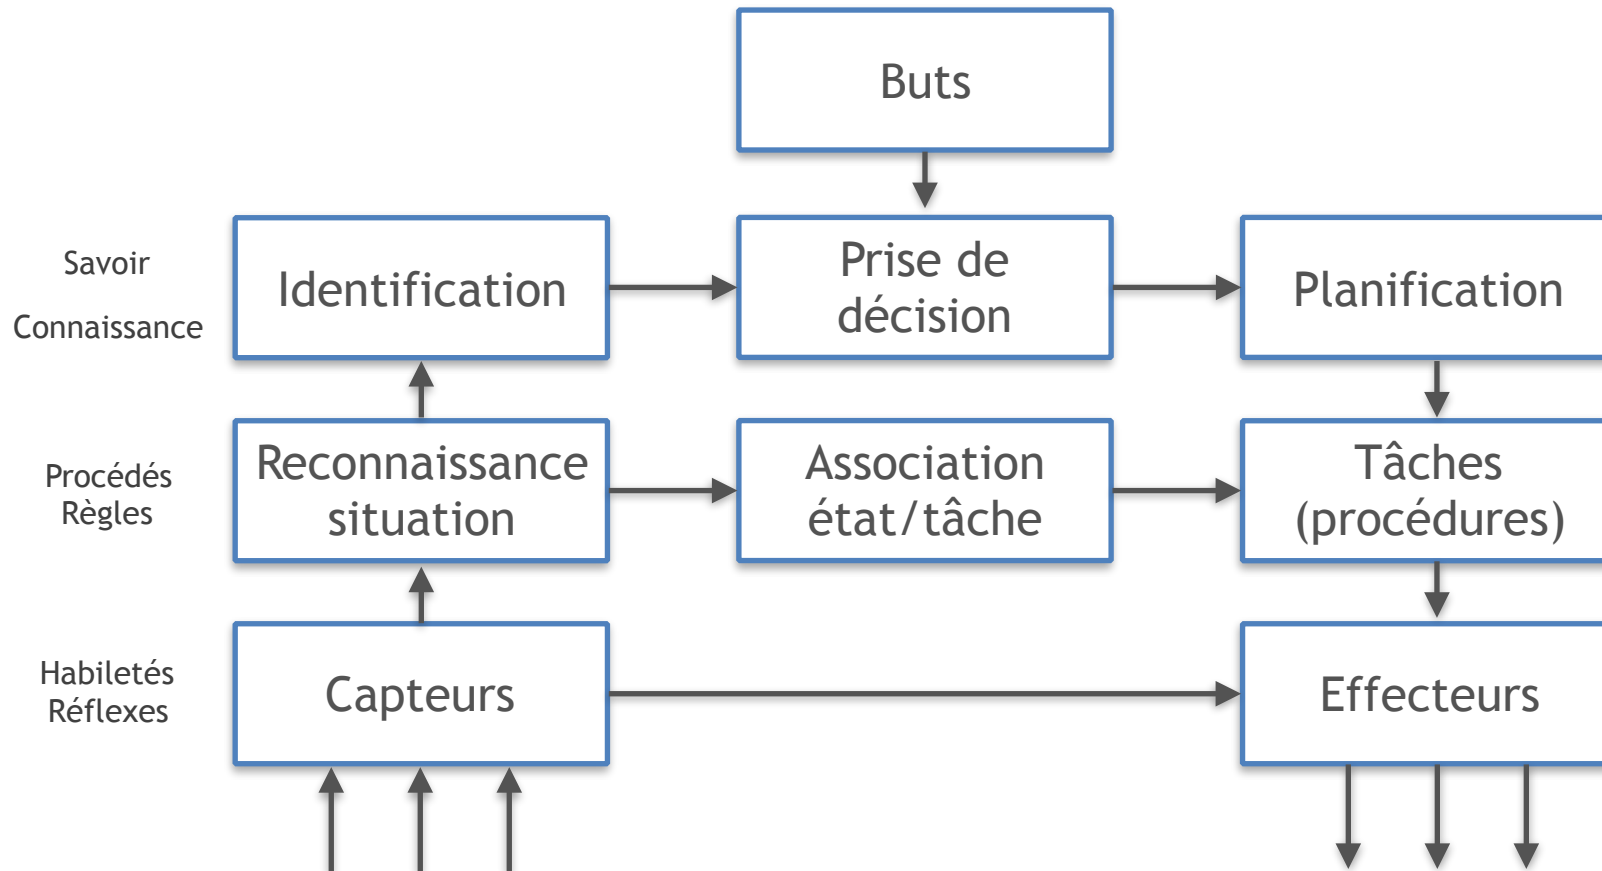 Buts
Savoir
Connaissance
Identification
Prise de
décision
Planification
Procédés
Règles
Reconnaissance
situation
Association
état/tâche
Tâches
(procédures)
Habiletés
Réflexes
Capteurs
Effecteurs